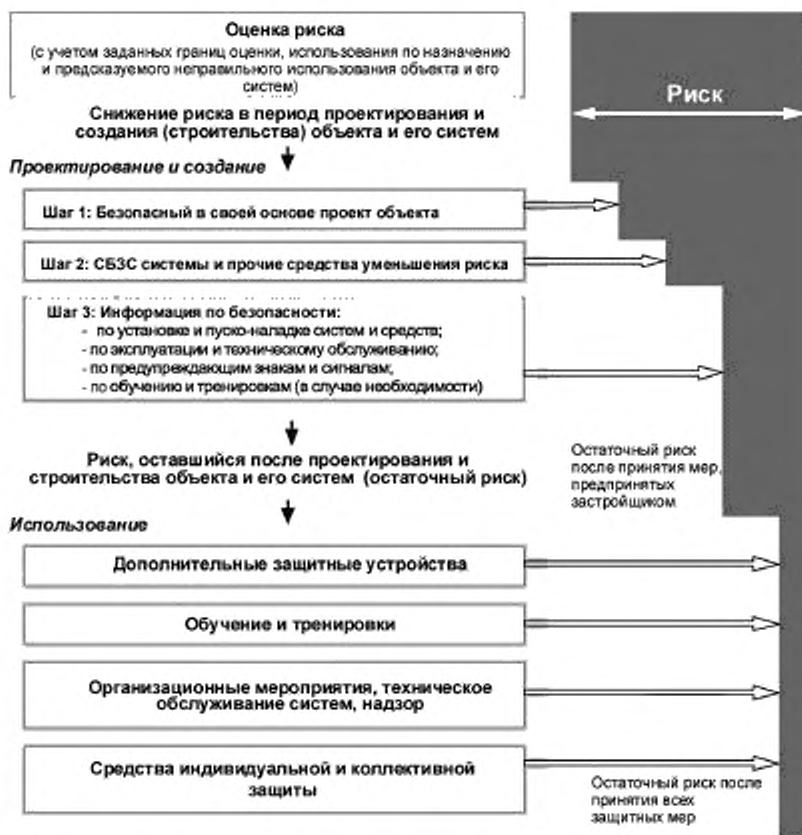 Оценка риска
(с учетом заданных границ оценки, использования по назначению
и предсказуемого неправильного использования объекта и его
систем)
Риск
Снижение риска в период проектирования и
создания (строительства) объекта и его систем
Проектирование и создание
Шаг 1: Безопасный в своей основе проект объекта
Шаг 2: СБЗС системы и прочие средства уменьшения риска
Шаг 3: Информация по безопасности:
- по установке и пуско-наладке систем и средств;
- по эксплуатации и техническому обслуживанию;
- по предупреждающим знакам и сигналам;
- по обучению и тренировкам (в случае необходимости)
Риск, оставшийся после проектирования и
строительства объекта и его систем (остаточный риск)
Остаточный риск
после принятия мер,
предпринятых
застройщиком
Использование
Дополнительные защитные устройства
Обучение и тренировки
Организационные мероприятия, техническое
обслуживание систем, надзор
Средства индивидуальной и коллективной
защиты
Остаточный риск после
принятия всех
защитных мер